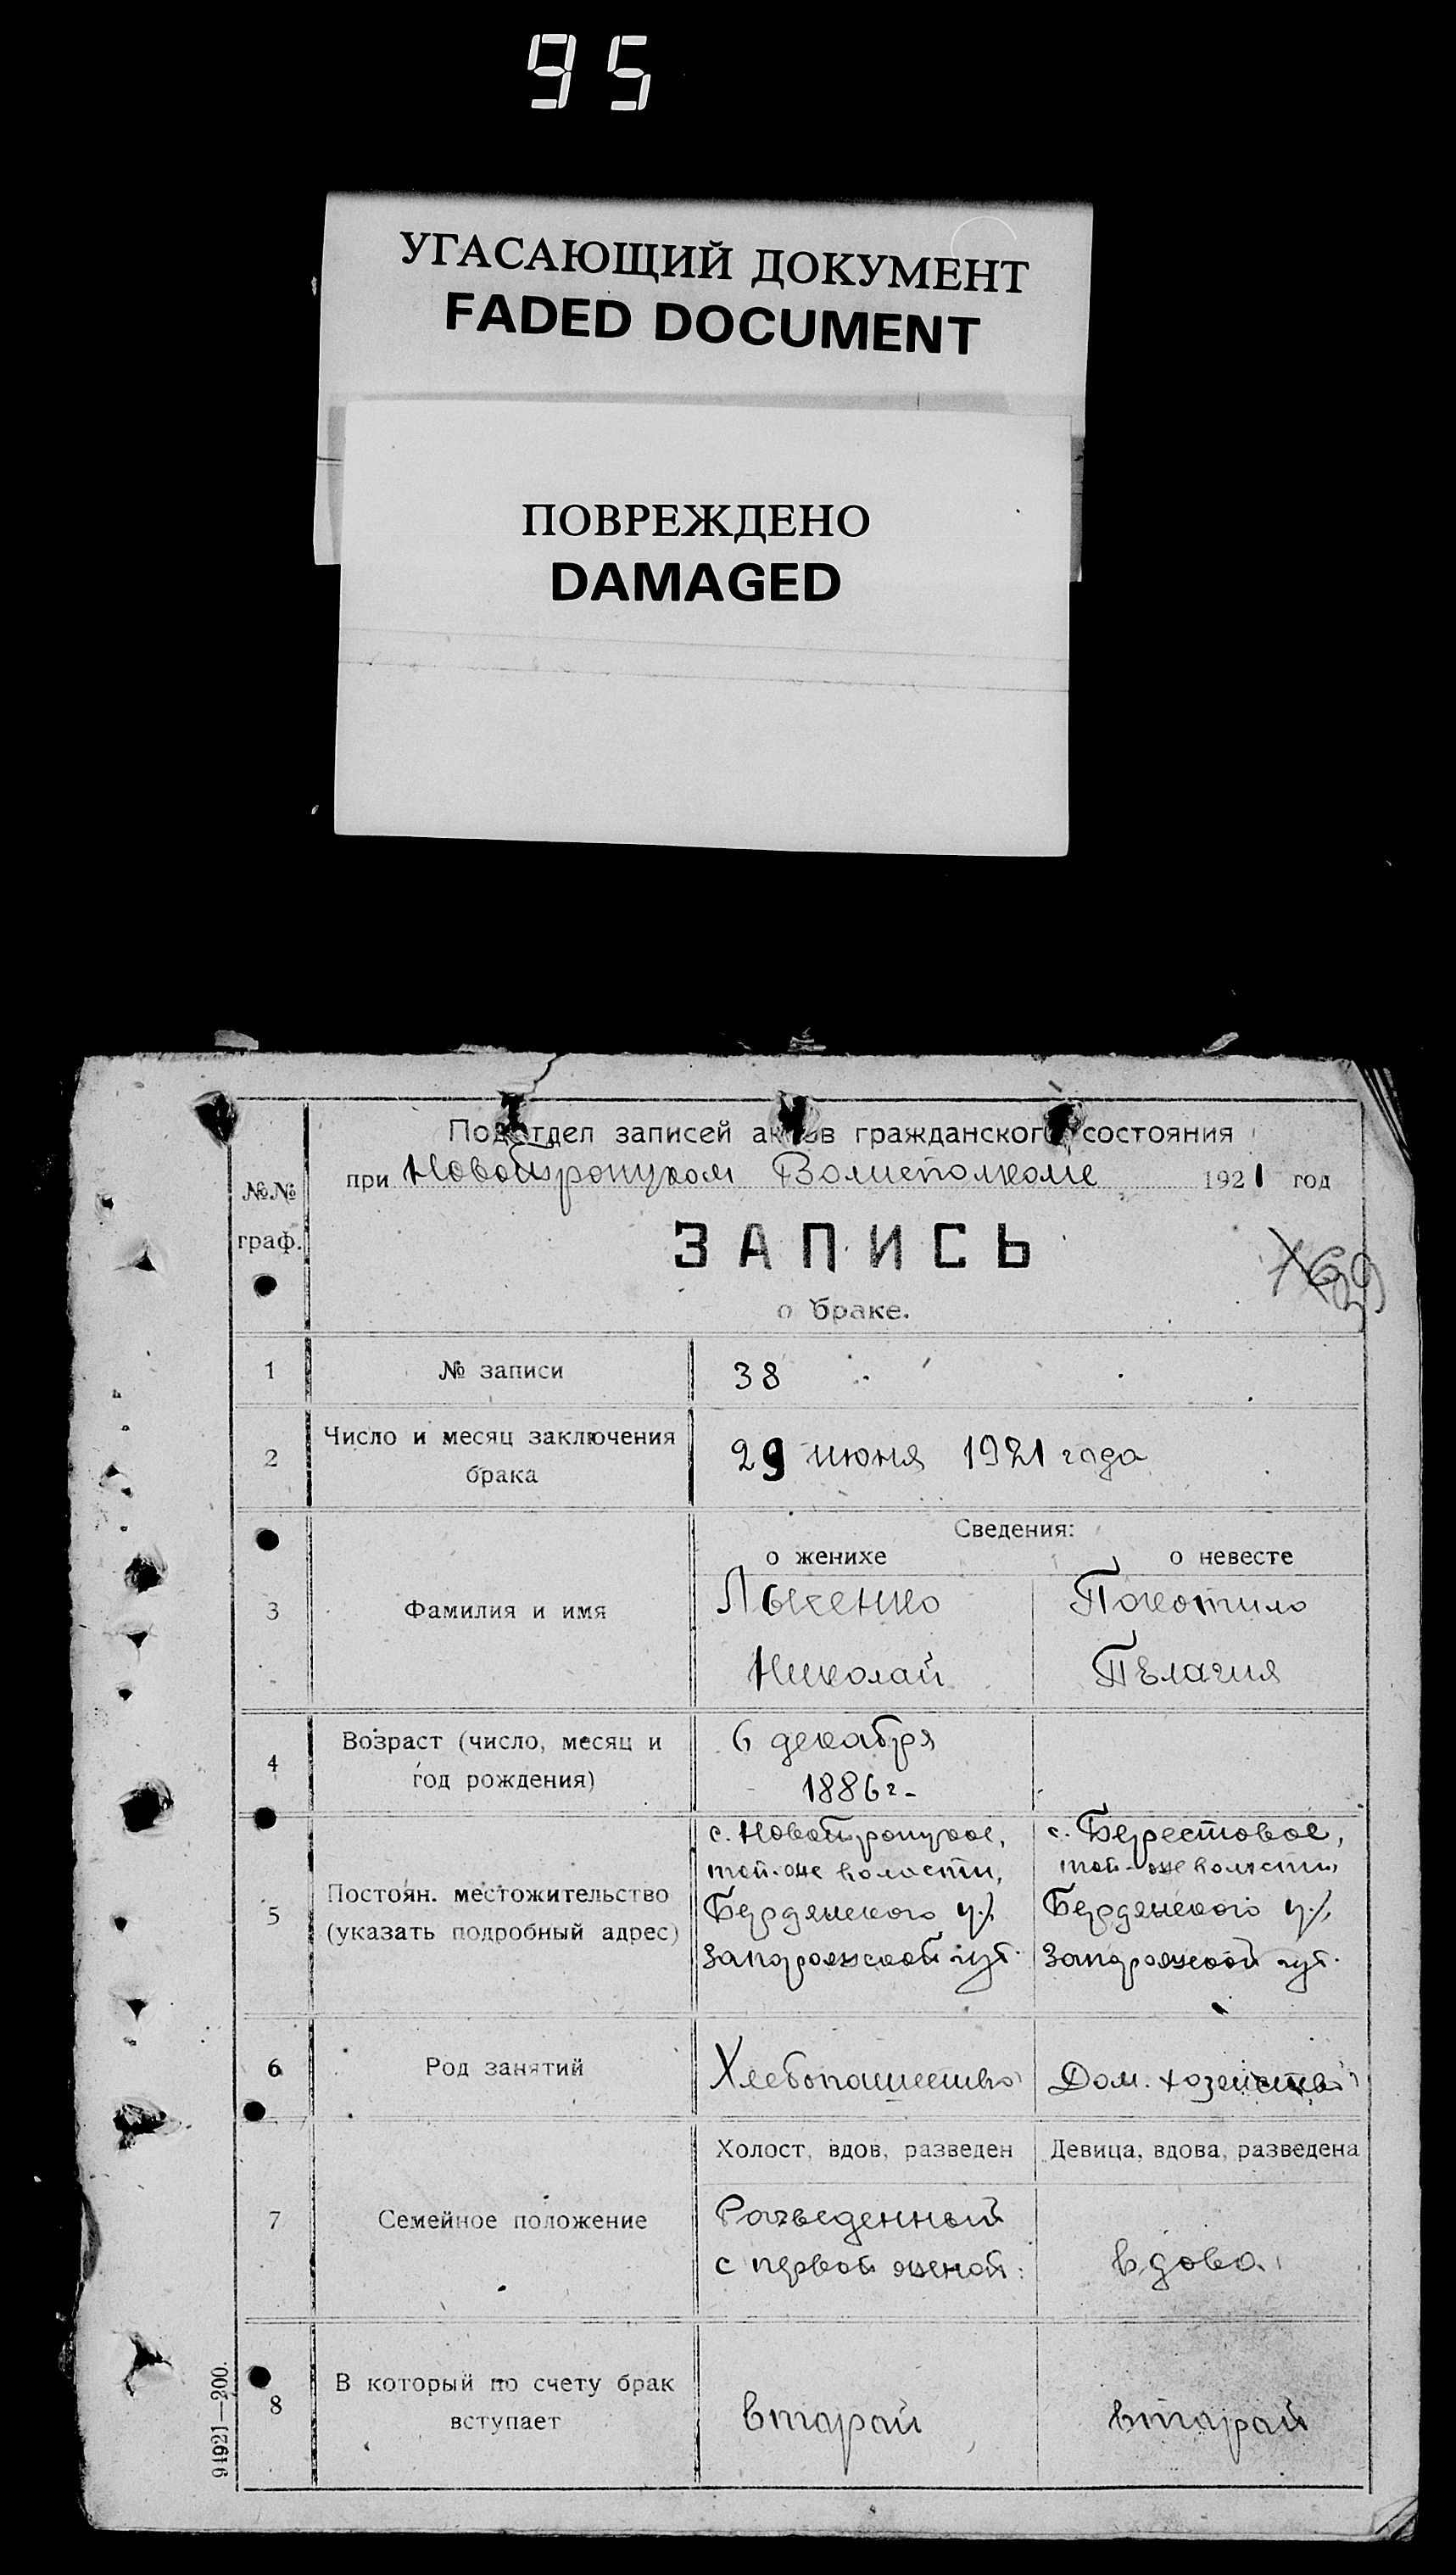 95
УГАСАЮЩИЙ ДОКУМЕНТ
FADED DOCUMENT
ПОВРЕЖДЕНО
DAMAGED
Подотдел записей актов гражданского состояния
при Новотроицком Волисполкоме 1921 год
№№
граф.
ЗАПИСЬ
о браке.
1 № записи 38
2 Число и месяц заключения
брака
29 июня 1921 года
Сведения:
о женихе о невесте
3 Фамилия и имя
Лысенко Покотило
Николай Пелагия
4 Возраст (число, месяц и
год рождения)
6 декабря
1886 г.
5 Постоян. местожительство
(указать подробный адрес)
с. Новотроицкое,
той-же волости,
Бердянского у.,
Запорожской губ.
с. Берестовое,
той-же волости,
Бердянского у.,
Запорожской губ.
6 Род занятий Хлебопашество Дом. хозяйство
Холост, вдов, разведен Девица, вдова, разведена
7 Семейное положение
Разведенный
с первой женой.
вдова
8 В который по счету брак
вступает
вторай вторай
94921—200.